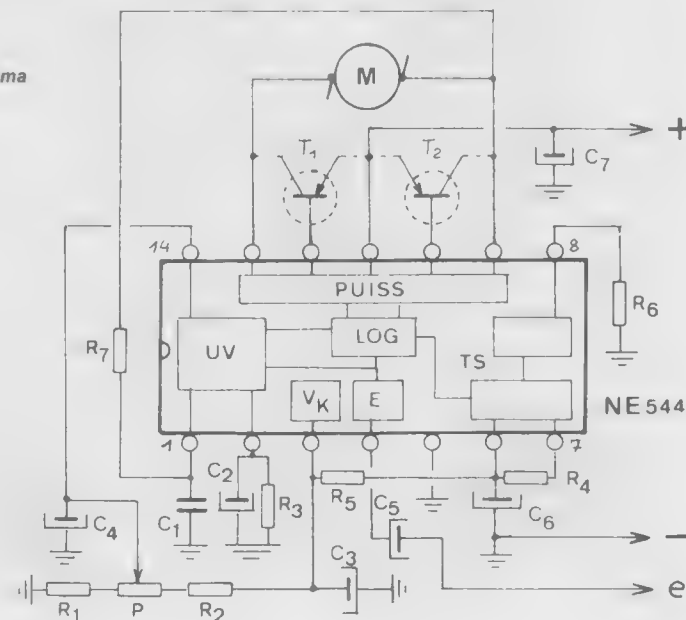 ma
M
+
T1
T2
C7
14
8
PUISS
R6
R7
UV
LOG
TS
VK
E
NE544
1
7
C2
R3
R5
R4
C5
C4
C1
C6
C3
–
R1
P
R2
e